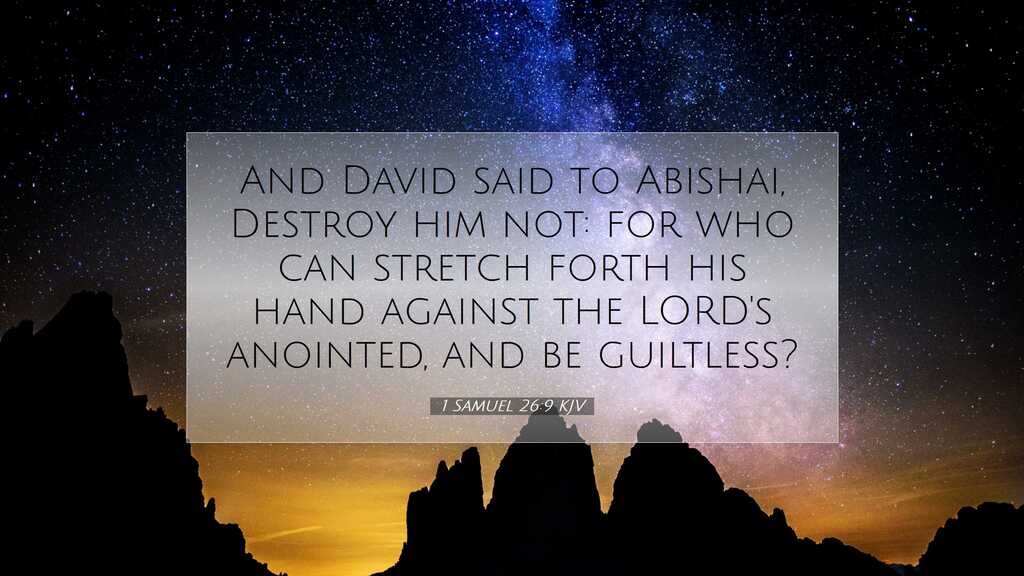 And David said to Abishai,
Destroy him not: for who
can stretch forth his
hand against the LORD's
anointed, and be guiltless?
1 Samuel 26:9 KJV